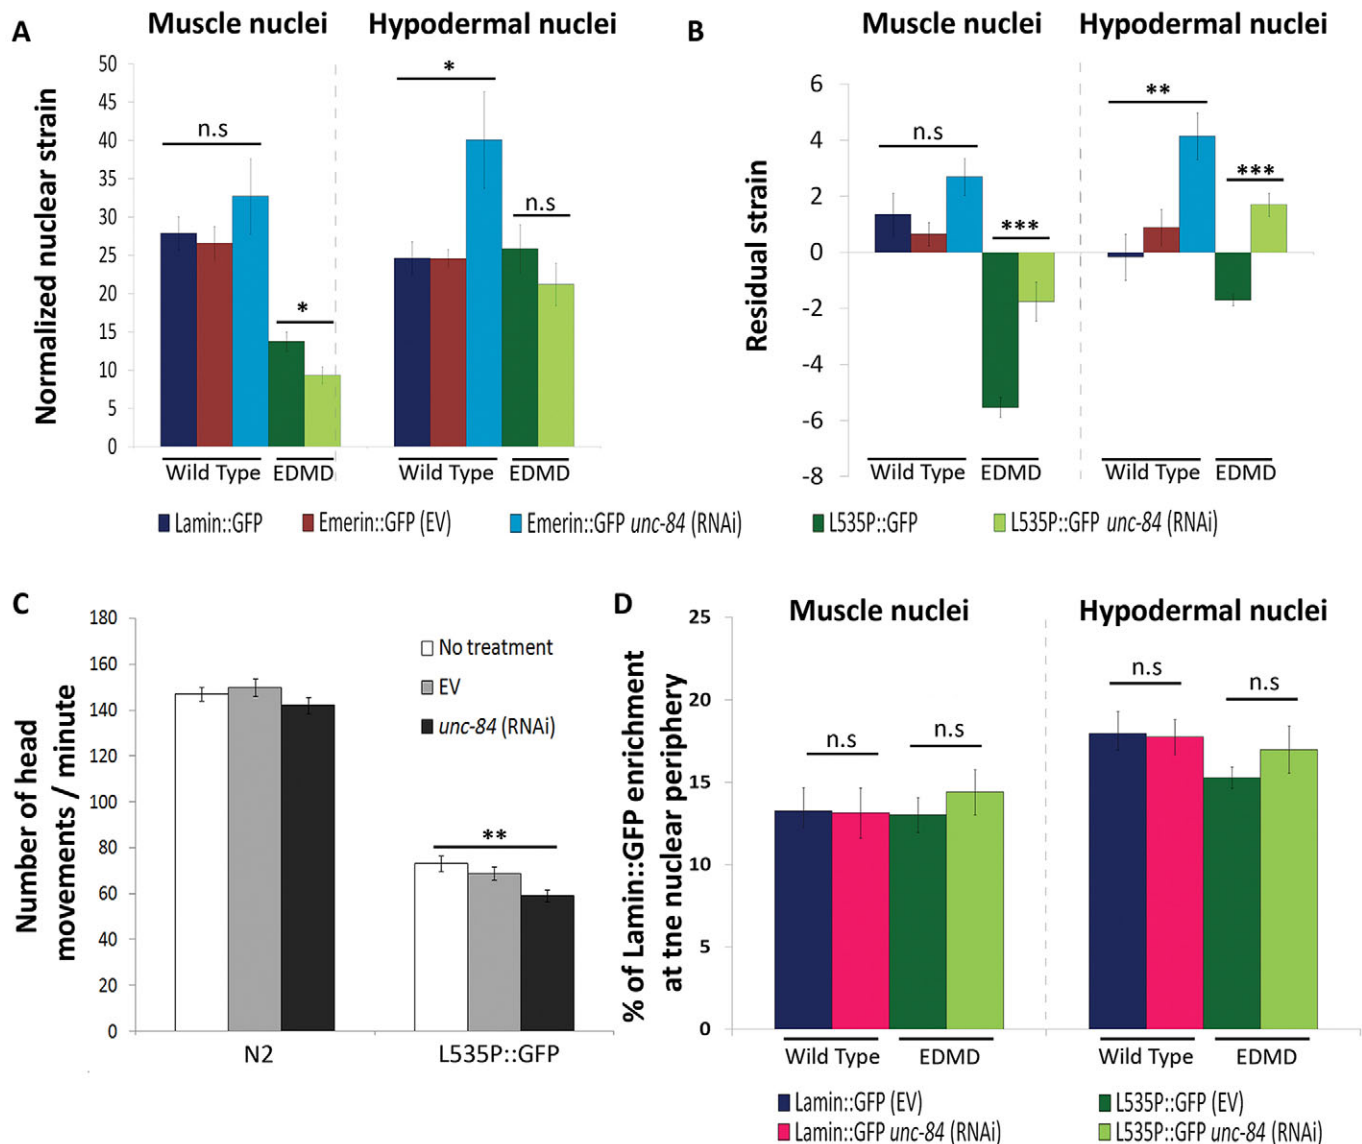 A
Muscle nuclei
Hypodermal nuclei
Normalized nuclear strain
50
45
40
35
30
25
20
15
10
5
0
n.s
*
*
n.s
Wild Type
EDMD
Wild Type
EDMD
B
Muscle nuclei
Hypodermal nuclei
Residual strain
6
4
2
0
-2
-4
-6
-8
n.s
***
**
***
Wild Type
EDMD
Wild Type
EDMD
Lamin::GFP
Emerin::GFP (EV)
Emerin::GFP unc-84 (RNAi)
L535P::GFP
L535P::GFP unc-84 (RNAi)
C
Number of head
movements / minute
180
160
140
120
100
80
60
40
20
0
No treatment
EV
unc-84 (RNAi)
**
N2
L535P::GFP
D
Muscle nuclei
Hypodermal nuclei
% of Lamin::GFP enrichment
at tne nuclear periphery
25
20
15
10
5
0
n.s
n.s
n.s
n.s
Wild Type
EDMD
Wild Type
EDMD
Lamin::GFP (EV)
Lamin::GFP unc-84 (RNAi)
L535P::GFP (EV)
L535P::GFP unc-84 (RNAi)